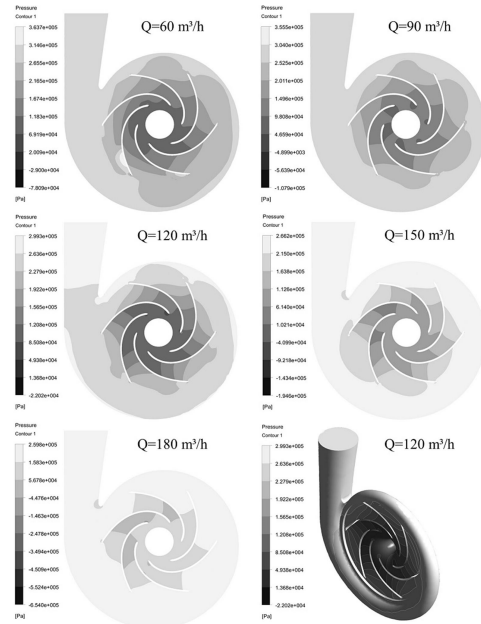 Pressure
Contour 1
Q=60 m³/h
3.637e+005
3.146e+005
2.655e+005
2.165e+005
1.674e+005
1.183e+005
6.919e+004
2.009e+004
-2.900e+004
-7.809e+004
[Pa]
Pressure
Contour 1
Q=90 m³/h
3.555e+005
3.040e+005
2.525e+005
2.011e+005
1.496e+005
9.808e+004
4.659e+004
-4.899e+003
-5.639e+004
-1.079e+005
[Pa]
Pressure
Contour 1
Q=120 m³/h
2.993e+005
2.636e+005
2.279e+005
1.922e+005
1.565e+005
1.208e+005
8.508e+004
4.938e+004
1.368e+004
-2.202e+004
[Pa]
Pressure
Contour 1
Q=150 m³/h
2.662e+005
2.150e+005
1.638e+005
1.126e+005
6.140e+004
1.021e+004
-4.099e+004
-9.218e+004
-1.434e+005
-1.946e+005
[Pa]
Pressure
Contour 1
Q=180 m³/h
2.598e+005
1.583e+005
5.678e+004
-4.476e+004
-1.463e+005
-2.478e+005
-3.494e+005
-4.509e+005
-5.524e+005
-6.540e+005
[Pa]
Pressure
Contour 1
Q=120 m³/h
2.993e+005
2.636e+005
2.279e+005
1.922e+005
1.565e+005
1.208e+005
8.508e+004
4.938e+004
1.368e+004
-2.202e+004
[Pa]